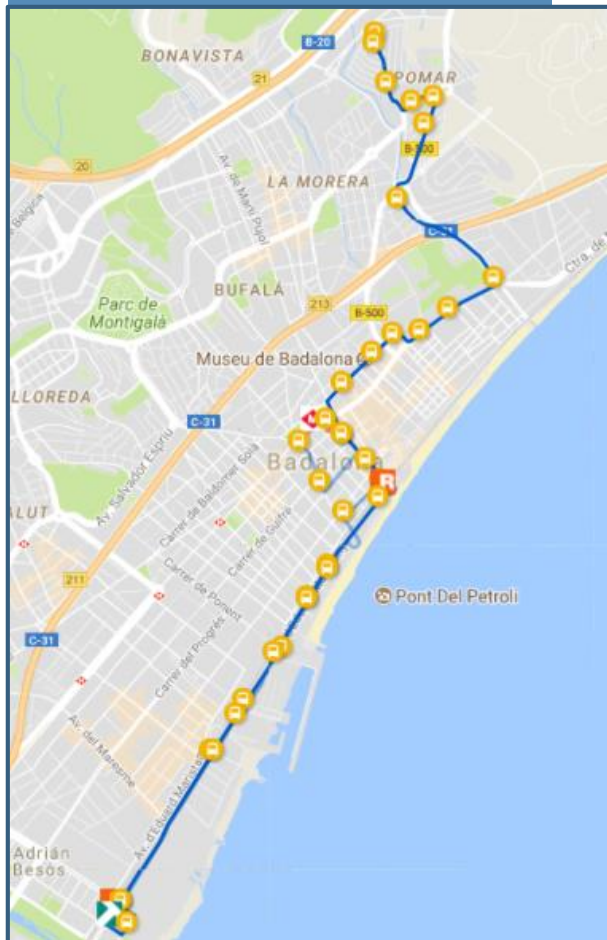 BONAVISTA
B-20
21
POMAR
20
Av. de Martí Pujol
LA MORERA
B-500
Belgica
C-31
Ctra. de
BUFALÀ
213
Parc de
Montigalà
B-500
Museu de Badalona
LLOREDA
C-31
Av. Salvador Espriu
Carrer de Baldomer Solà
Badalona
R
ALUT
Carrer de Guifré
211
Carrer de Ponent
Pont Del Petroli
C-31
Carrer del Progrés
Av. del Maresme
Av. d'Eduard Maristany
Adrián
Besòs